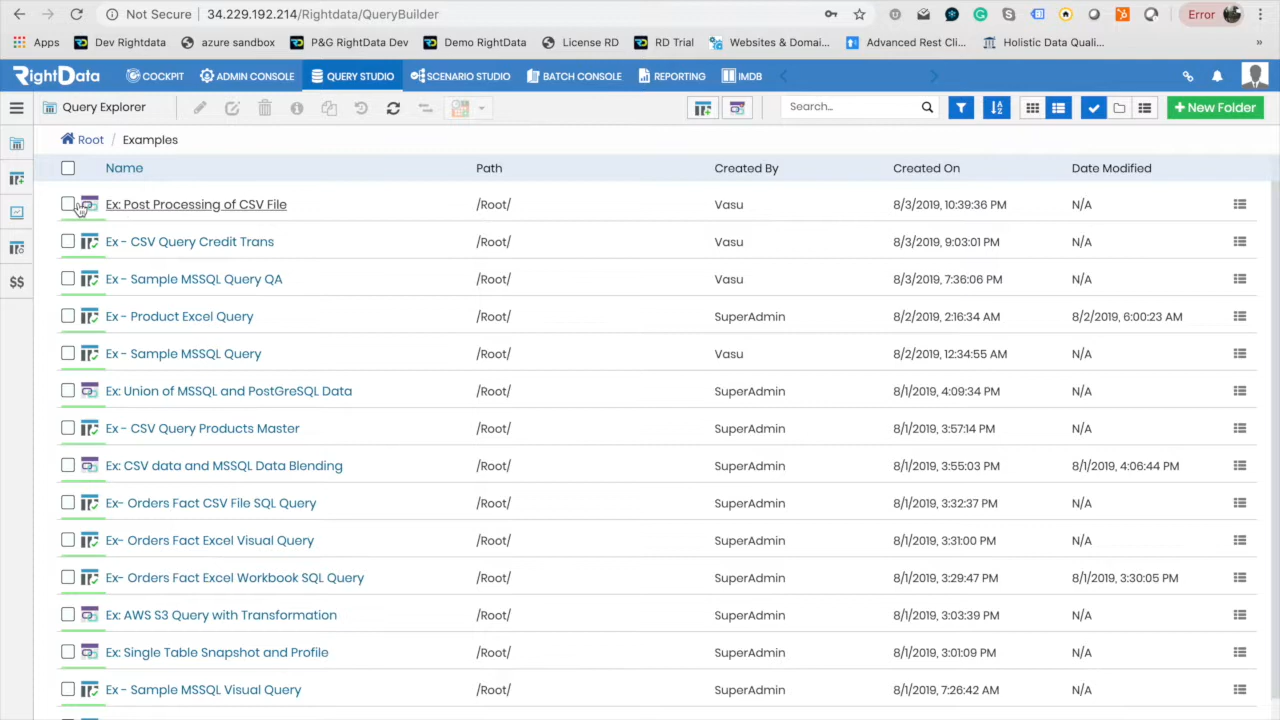 Not Secure | 34.229.192.214/Rightdata/QueryBuilder Error
Apps Dev Rightdata azure sandbox P&G RightData Dev Demo RightData License RD RD Trial Websites & Domai... Advanced Rest Cli... Holistic Data Quali... »
RightData COCKPIT ADMIN CONSOLE QUERY STUDIO SCENARIO STUDIO BATCH CONSOLE REPORTING IMDB
Query Explorer Search... + New Folder
Root / Examples
Name Path Created By Created On Date Modified
Ex: Post Processing of CSV File /Root/ Vasu 8/3/2019, 10:39:36 PM N/A
Ex - CSV Query Credit Trans /Root/ Vasu 8/3/2019, 9:03:01 PM N/A
Ex - Sample MSSQL Query QA /Root/ Vasu 8/3/2019, 7:36:06 PM N/A
$$
Ex - Product Excel Query /Root/ SuperAdmin 8/2/2019, 2:16:34 AM 8/2/2019, 6:00:23 AM
Ex - Sample MSSQL Query /Root/ Vasu 8/2/2019, 12:34:55 AM N/A
Ex: Union of MSSQL and PostGreSQL Data /Root/ SuperAdmin 8/1/2019, 4:09:34 PM N/A
Ex - CSV Query Products Master /Root/ SuperAdmin 8/1/2019, 3:57:14 PM N/A
Ex: CSV data and MSSQL Data Blending /Root/ SuperAdmin 8/1/2019, 3:55:03 PM 8/1/2019, 4:06:44 PM
Ex- Orders Fact CSV File SQL Query /Root/ SuperAdmin 8/1/2019, 3:32:37 PM N/A
Ex- Orders Fact Excel Visual Query /Root/ SuperAdmin 8/1/2019, 3:31:00 PM N/A
Ex- Orders Fact Excel Workbook SQL Query /Root/ SuperAdmin 8/1/2019, 3:29:47 PM 8/1/2019, 3:30:05 PM
Ex: AWS S3 Query with Transformation /Root/ SuperAdmin 8/1/2019, 3:03:39 PM N/A
Ex: Single Table Snapshot and Profile /Root/ SuperAdmin 8/1/2019, 3:01:09 PM N/A
Ex - Sample MSSQL Visual Query /Root/ SuperAdmin 8/1/2019, 7:26:42 AM N/A